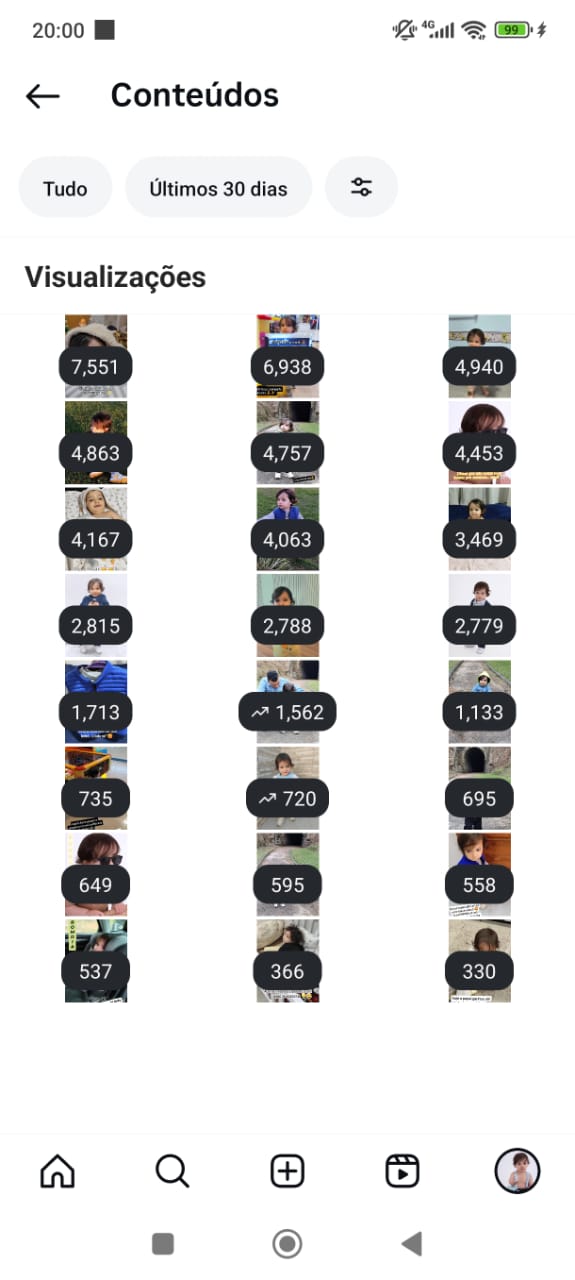 20:00 4G 99
Conteúdos
Tudo Últimos 30 dias
Visualizações
7,551 6,938 4,940
4,863 4,757 4,453
4,167 4,063 3,469
2,815 2,788 2,779
1,713 1,562 1,133
735 720 695
649 595 558
537 366 330